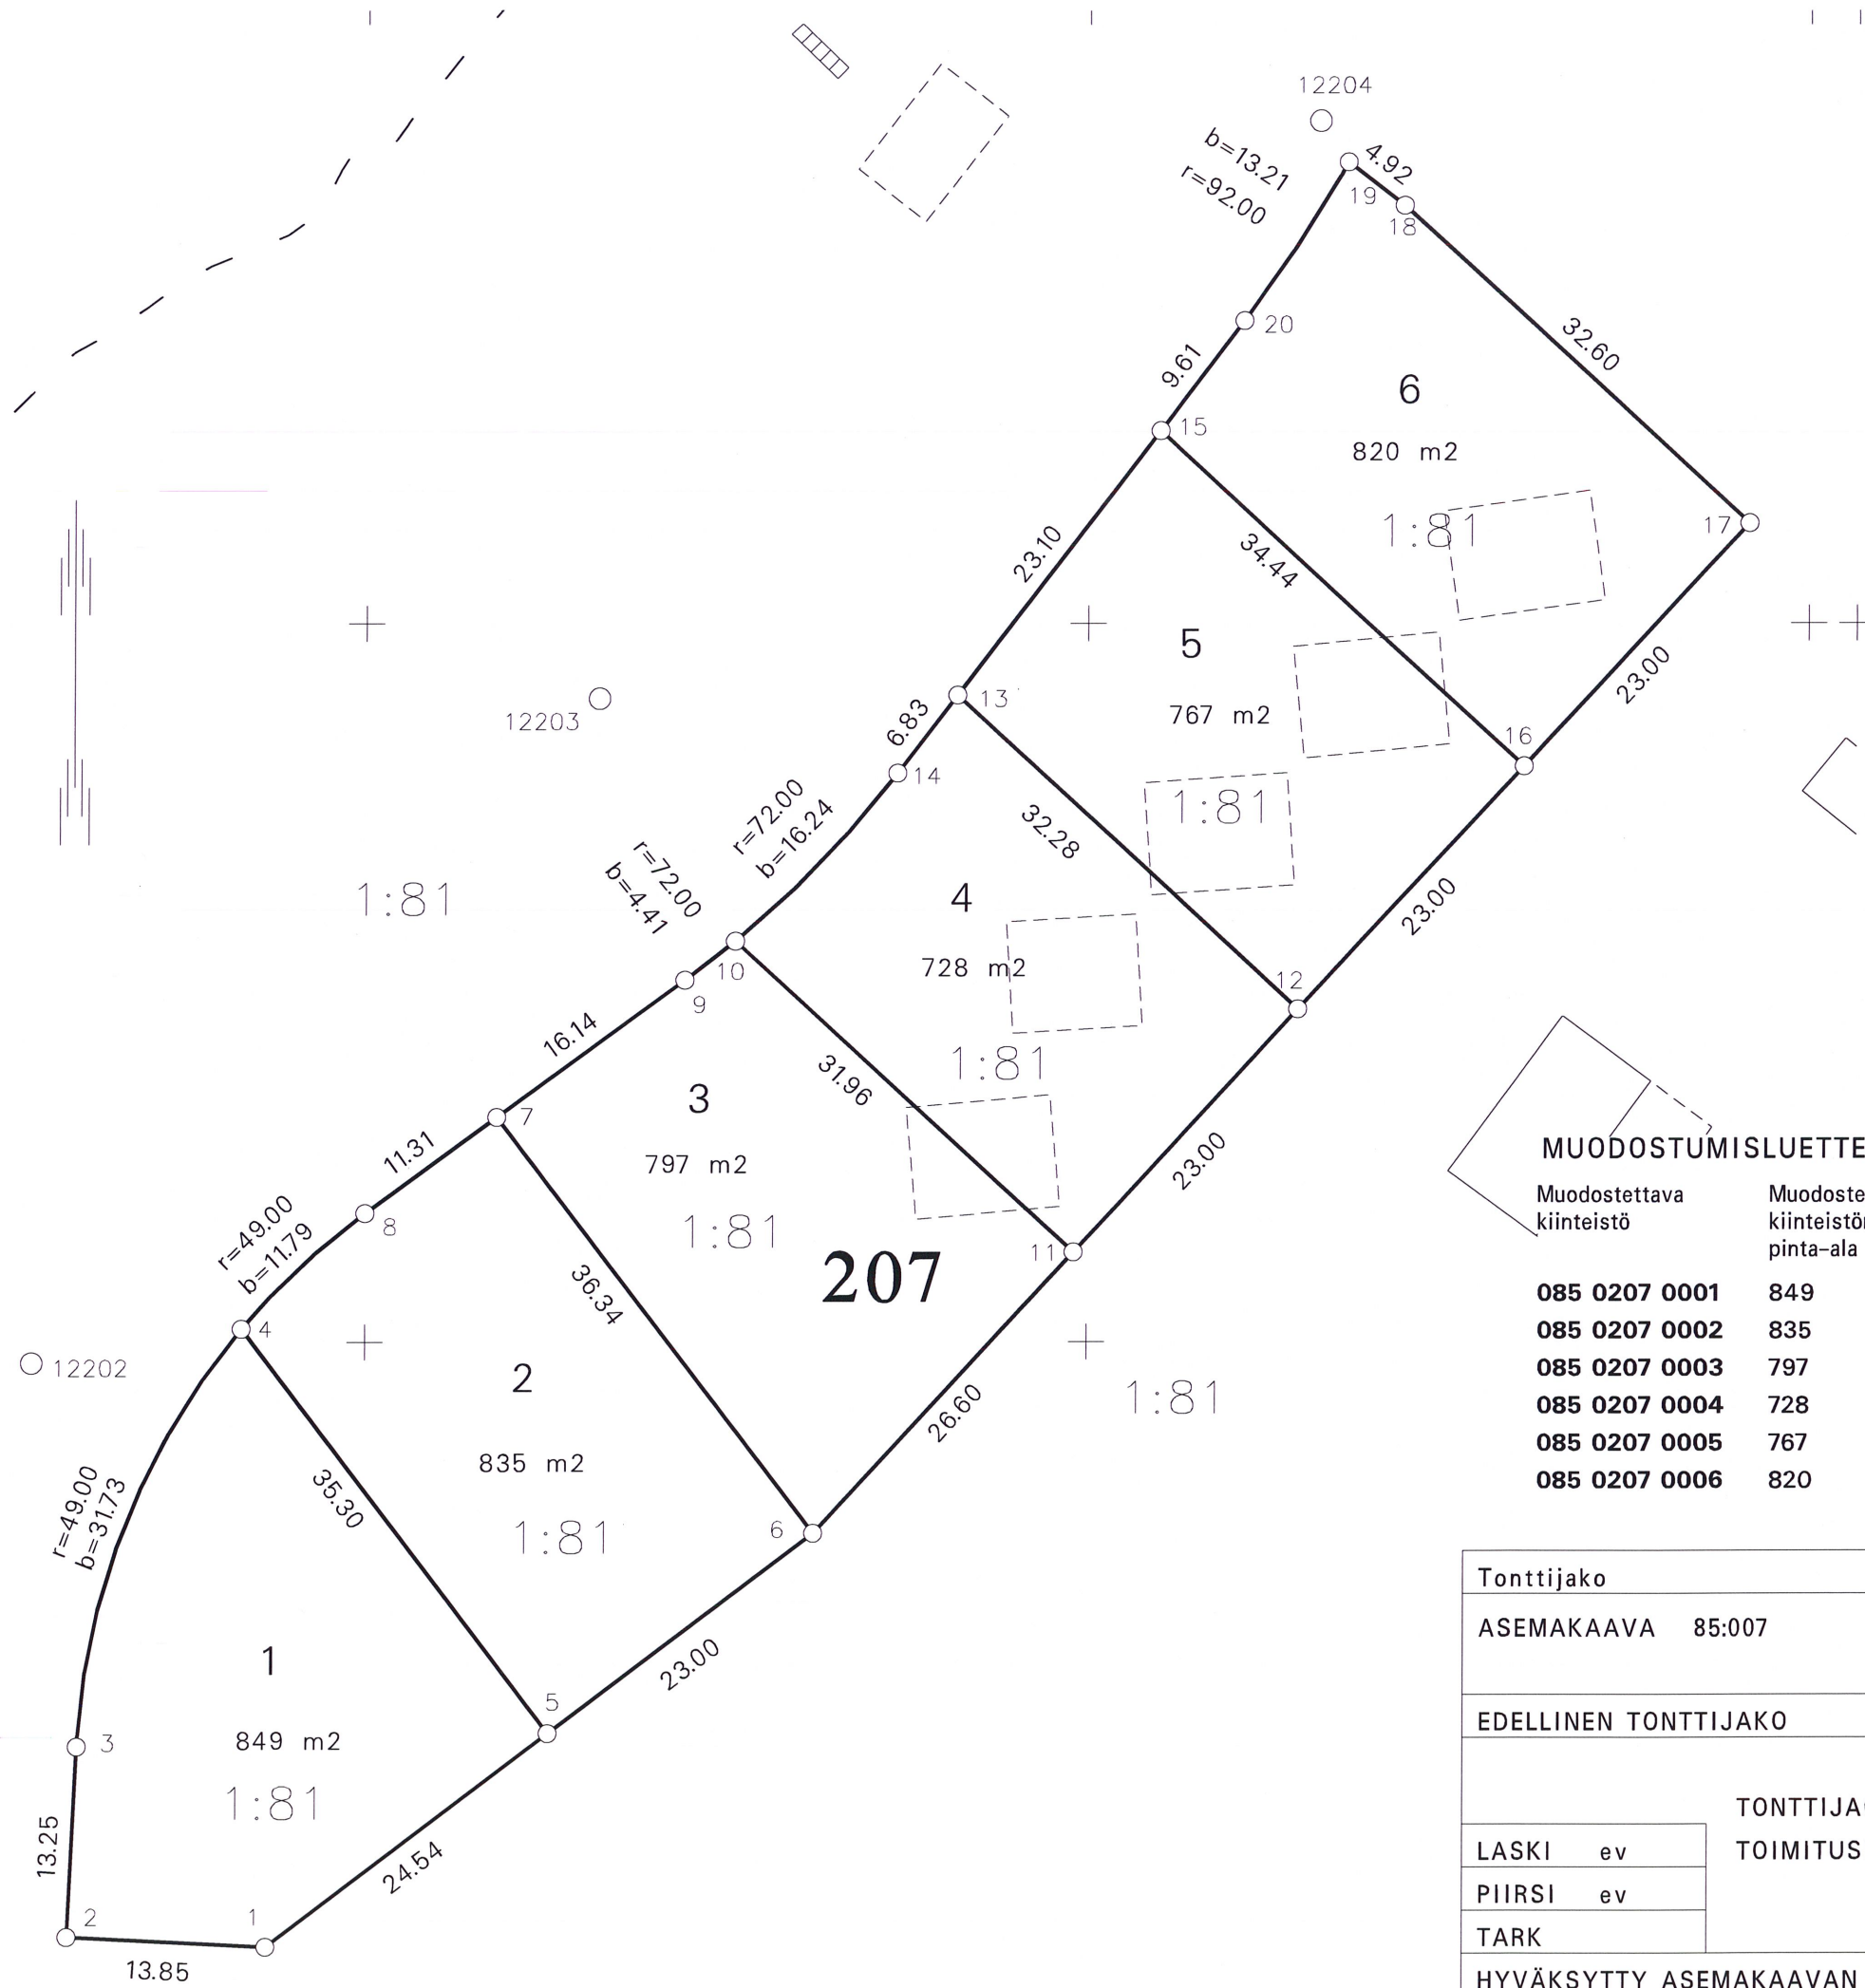 12204
b=13.21
r=92.00
4.92
19
18
20
32.60
9.61
6
15
820 m2
1:81
17
23.10
34.44
5
23.00
12203
13
767 m2
16
6.83
14
1:81
r=72.00
b=16.24
32.28
r=72.00
b=4.41
1:81
4
23.00
10
728 m2
12
9
16.14
1:81
31.96
3
7
11.31
797 m2
23.00
8
1:81
11
207
r=49.00
b=11.79
36.34
4
12202
2
1:81
26.60
835 m2
35.30
r=49.00
b=31.73
6
1:81
1
23.00
5
3
849 m2
1:81
13.25
24.54
2
1
13.85
MUODOSTUMISLUETTE
Muodostettava
kiinteistö
Muodoste
kiinteistö
pinta-ala
085 0207 0001 849
085 0207 0002 835
085 0207 0003 797
085 0207 0004 728
085 0207 0005 767
085 0207 0006 820
Tonttijako
ASEMAKAAVA 85:007
EDELLINEN TONTTIJAKO
TONTTIJA
LASKI ev
TOIMITUS
PIIRSI ev
TARK
HYVÄKSYTTY ASEMAKAAVAN